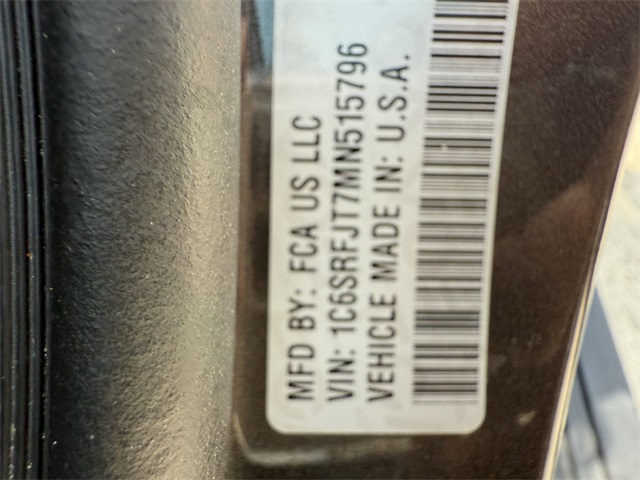 MFD BY: FCA US LLC
VIN: 1C6SRFJT7MN515796
VEHICLE MADE IN: U.S.A.